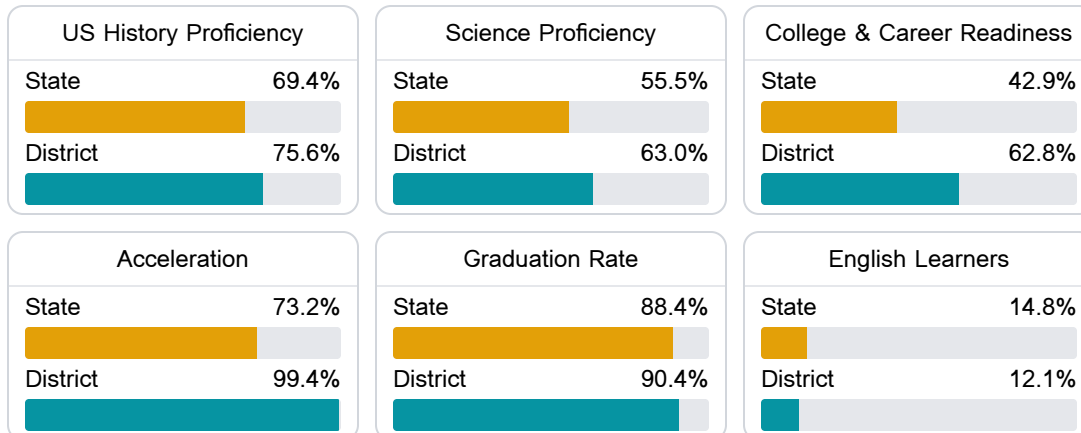 US History Proficiency
State 69.4%
District 75.6%
Science Proficiency
State 55.5%
District 63.0%
College & Career Readiness
State 42.9%
District 62.8%
Acceleration
State 73.2%
District 99.4%
Graduation Rate
State 88.4%
District 90.4%
English Learners
State 14.8%
District 12.1%